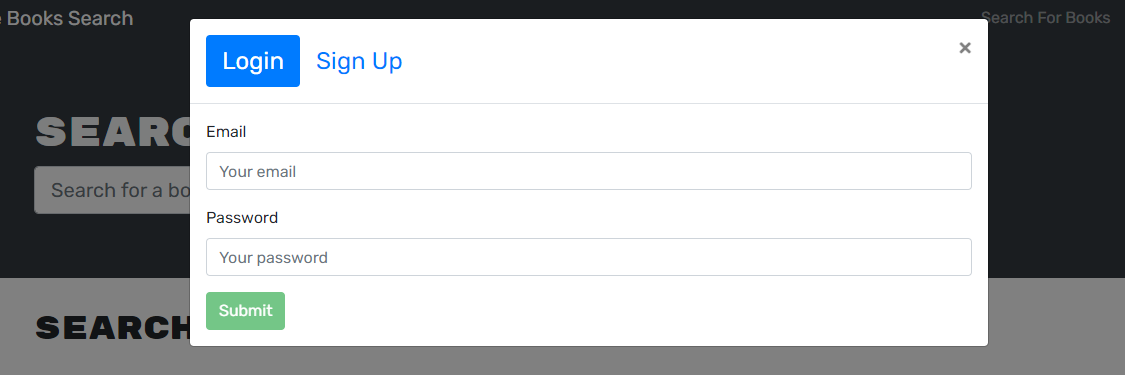 Books Search
Search For Books
Login
Sign Up
×
SEARC
Search for a bo
Email
Your email
Password
Your password
Submit
SEARCH